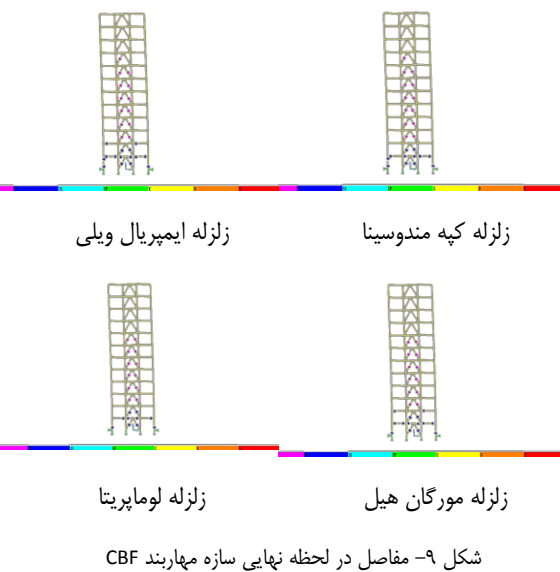 زلزله کپه مندوسینا
زلزله ایمپریال ویلی
زلزله مورگان هیل
زلزله لوماپریتا
شکل ۹– مفاصل در لحظه نهایی سازه مهاربند CBF